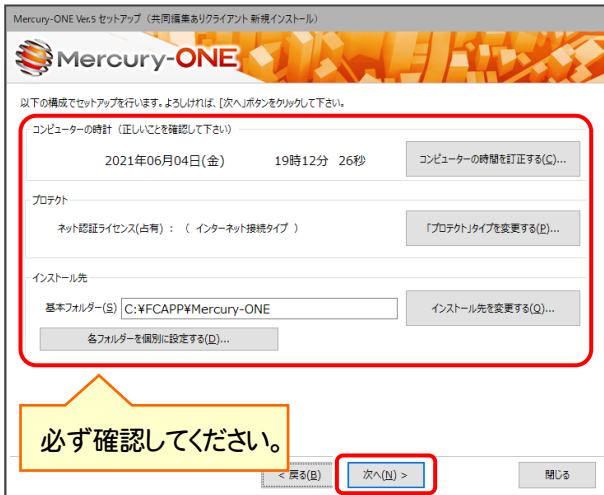 Mercury-ONE Ver.5 セットアップ（共同編集ありクライアント 新規インストール）
Mercury-ONE
以下の構成でセットアップを行います。よろしければ、[次へ]ボタンをクリックして下さい。
コンピューターの時計（正しいことを確認して下さい）
2021年06月04日(金) 19時12分 26秒 コンピューターの時間を訂正する(C)...
プロテクト
ネット認証ライセンス(占有) ： （ インターネット接続タイプ ） 「プロテクト」タイプを変更する(P)...
インストール先
基本フォルダー(S) C:¥FCAPP¥Mercury-ONE インストール先を変更する(Q)...
各フォルダーを個別に設定する(D)...
必ず確認してください。
< 戻る(B) 次へ(N) > 閉じる